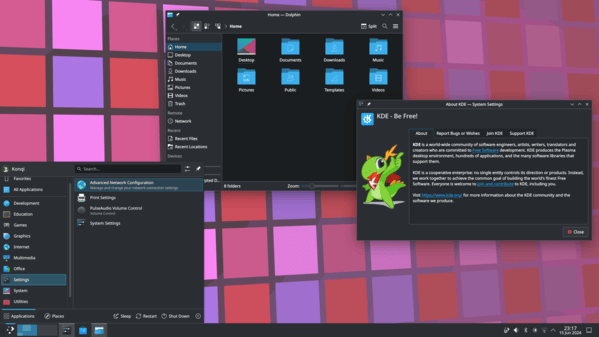 Home — Dolphin
Home
Split
Places
Home
Desktop
Documents
Downloads
Music
Pictures
Videos
Trash
Remote
Network
Recent
Recent Files
Recent Locations
Devices
Desktop
Documents
Downloads
Music
Pictures
Public
Templates
Videos
8 folders
Zoom:
About KDE — System Settings
KDE - Be Free!
About
Report Bugs or Wishes
Join KDE
Support KDE
KDE is a world-wide community of software engineers, artists, writers, translators and
creators who are committed to Free Software development. KDE produces the Plasma
desktop environment, hundreds of applications, and the many software libraries that
support them.
KDE is a cooperative enterprise: no single entity controls its direction or products. Instead,
we work together to achieve the common goal of building the world's finest Free
Software. Everyone is welcome to join and contribute to KDE, including you.
Visit https://www.kde.org/ for more information about the KDE community and the
software we produce.
Close
Konqi
Search...
Favorites
All Applications
Development
Education
Games
Graphics
Internet
Multimedia
Office
Settings
System
Utilities
Advanced Network Configuration
Manage and change your network connection settings
Print Settings
PulseAudio Volume Control
Volume Control
System Settings
Applications
Places
Sleep
Restart
Shut Down
23:17
15 Jun 2024